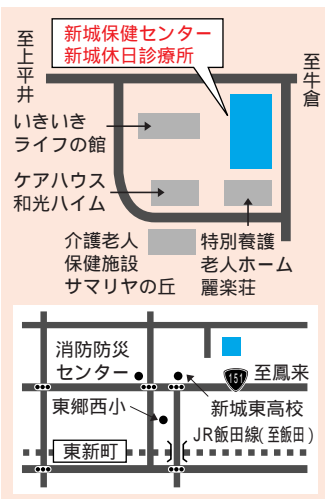 至上平井
新城保健センター
新城休日診療所
至牛倉
いきいき
ライフの館
ケアハウス
和光ハイム
介護老人
保健施設
サマリヤの丘
特別養護
老人ホーム
麗楽荘
消防防災
センター
151
至鳳来
東郷西小
新城東高校
JR飯田線(至飯田)
東新町